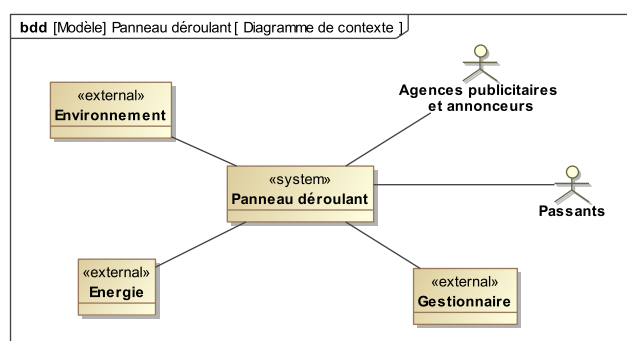 bdd [Modèle] Panneau déroulant [ Diagramme de contexte ]
Agences publicitaires
et annonceurs
«external»
Environnement
«system»
Panneau déroulant
Passants
«external»
Energie
«external»
Gestionnaire